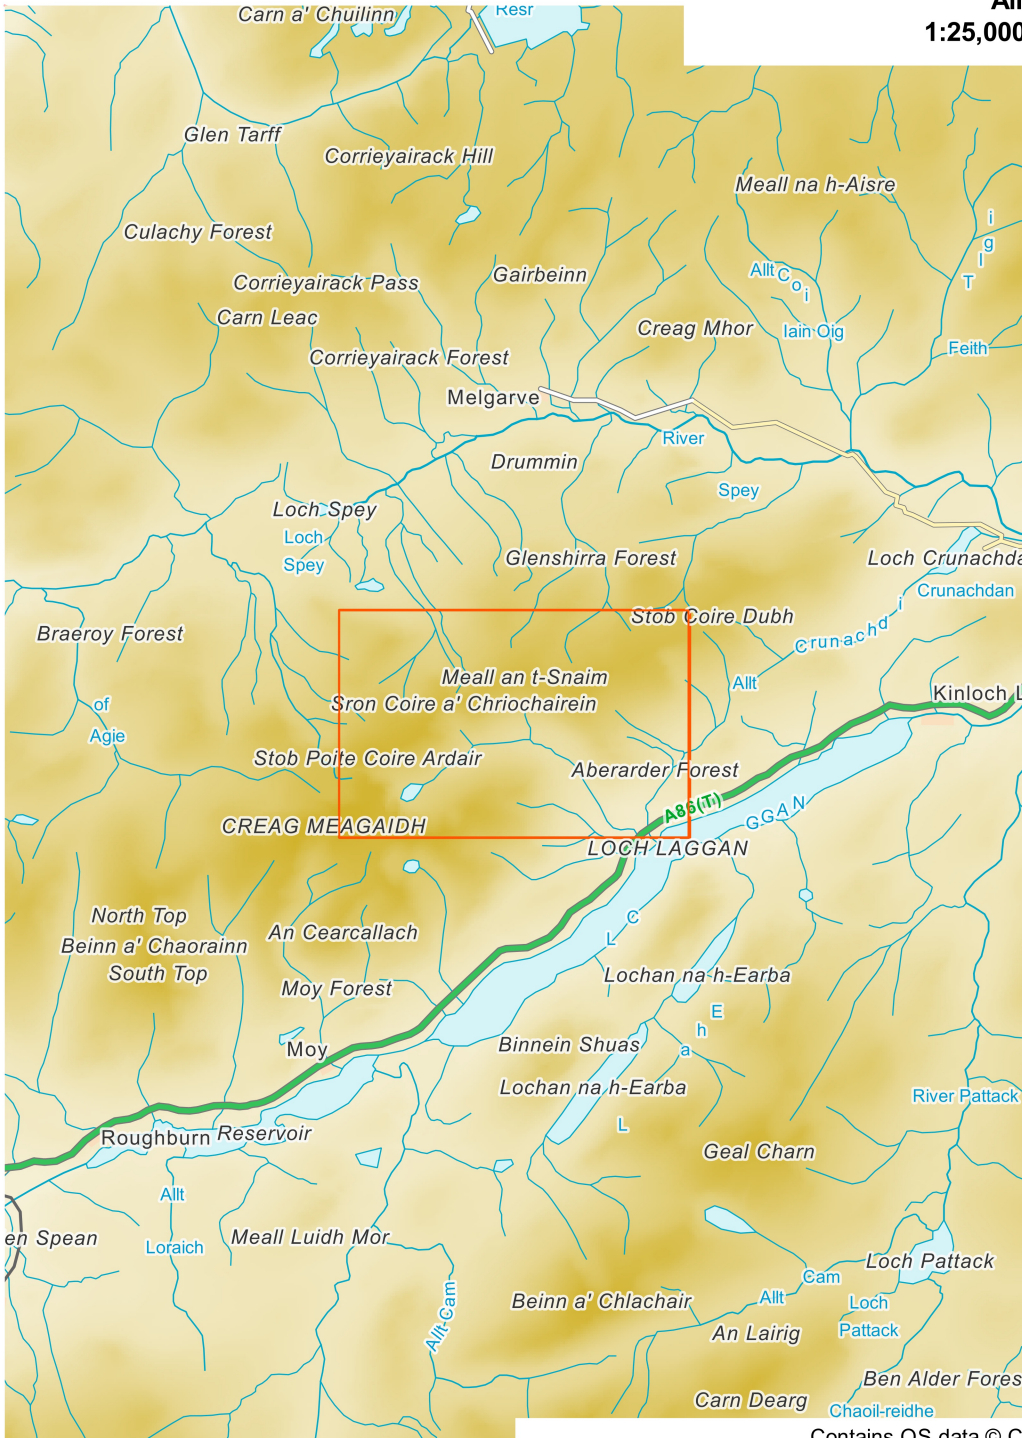 Carn a' Chuilinn
Resr
1:25,000
Glen Tarff
Corrieyairack Hill
Meall na h-Aisre
Culachy Forest
Corrieyairack Pass
Gairbeinn
Allt Coi
Tigi
Carn Leac
Creag Mhor
Iain Oig
Feith
Corrieyairack Forest
Melgarve
River
Drummin
Spey
Loch Spey
Loch
Spey
Glenshirra Forest
Loch Crunachda
Crunachdan
Stob Coire Dubh
Crunachdi
Braeroy Forest
Meall an t-Snaim
Allt
Kinloch L
of
Sron Coire a' Chriochairein
Agie
Stob Poite Coire Ardair
Aberarder Forest
A86(T)
GGAN
CREAG MEAGAIDH
LOCH LAGGAN
North Top
C
L
An Cearcallach
Beinn a' Chaorainn
South Top
Lochan na h-Earba
Moy Forest
E
h
a
Moy
Binnein Shuas
Lochan na h-Earba
River Pattack
L
Roughburn
Reservoir
Geal Charn
Allt
en Spean
Loraich
Meall Luidh Mor
Loch Pattack
Cam
Allt
Beinn a' Chlachair
Loch
Pattack
Allt-Cam
An Lairig
Ben Alder Fores
Carn Dearg
Chaoil-reidhe
Contains OS data © C